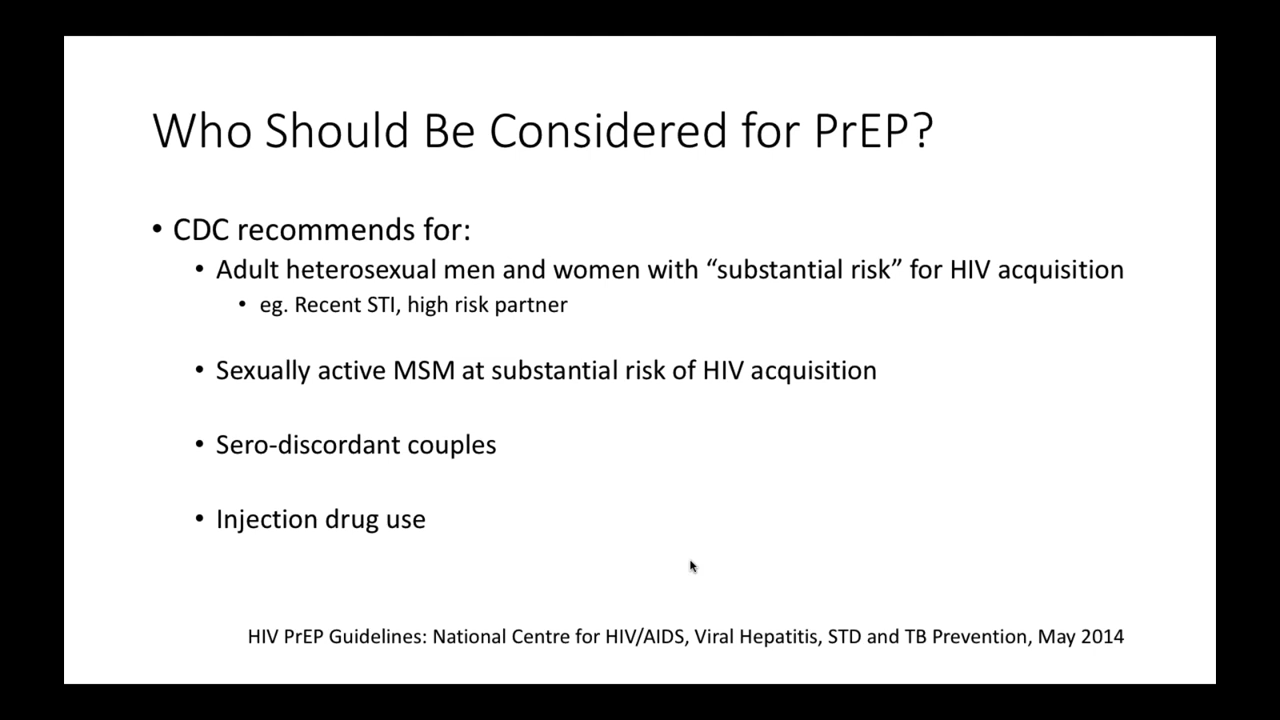 Who Should Be Considered for PrEP?
• CDC recommends for:
• Adult heterosexual men and women with “substantial risk” for HIV acquisition
• eg. Recent STI, high risk partner
• Sexually active MSM at substantial risk of HIV acquisition
• Sero-discordant couples
• Injection drug use
HIV PrEP Guidelines: National Centre for HIV/AIDS, Viral Hepatitis, STD and TB Prevention, May 2014